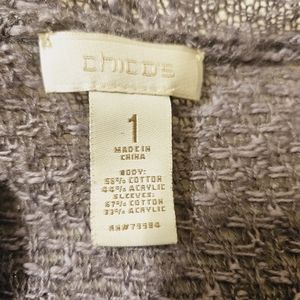 chico's
1
MADE IN
CHINA
BODY:
56% COTTON
44% ACRYLIC
SLEEVES:
67% COTTON
33% ACRYLIC